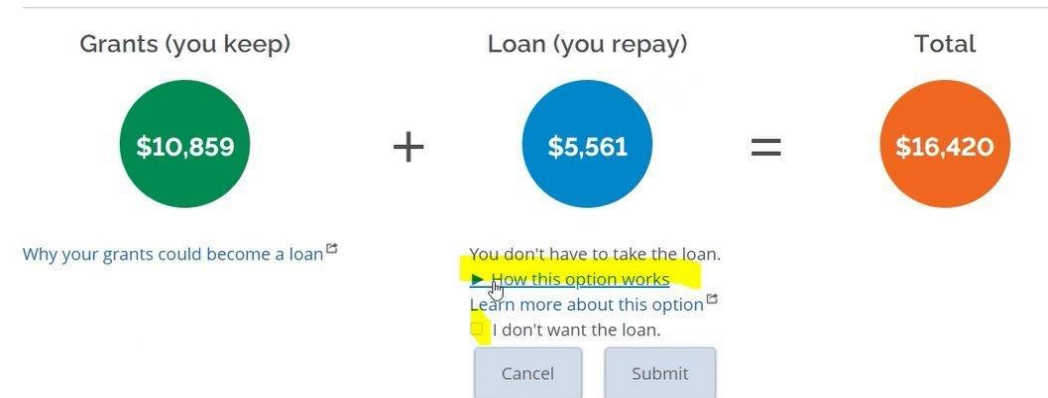 Grants (you keep)
Loan (you repay)
Total
$10,859
+
$5,561
=
$16,420
Why your grants could become a loan
You don't have to take the loan.
► How this option works
Learn more about this option
I don't want the loan.
Cancel
Submit